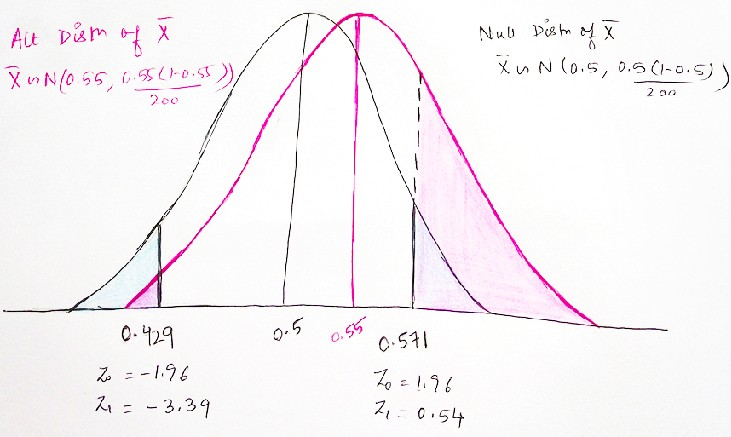 Alt Distn of X̄
X̄ ~ N(0.55, 0.55(1-0.55)/200)
Null Distn of X̄
X̄ ~ N(0.5, 0.5(1-0.5)/200)
0.429
0.5
0.55
0.571
Z₀ = -1.96
Z₁ = -3.39
Z₀ = 1.96
Z₁ = 0.54